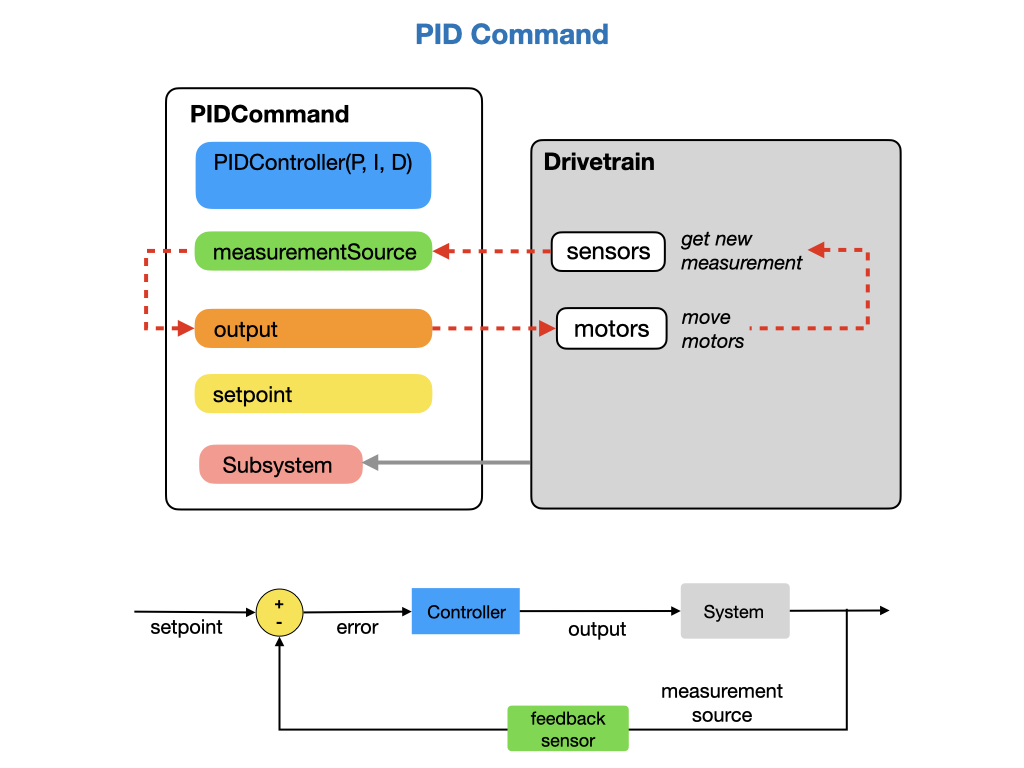 PID Command
PIDCommand
PIDController(P, I, D)
measurementSource
output
setpoint
Subsystem
Drivetrain
sensors
get new
measurement
motors
move
motors
setpoint
+
-
error
Controller
output
System
measurement
source
feedback
sensor